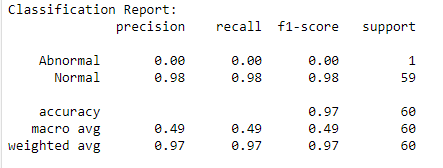 Classification Report:
precision recall f1-score support
Abnormal 0.00 0.00 0.00 1
Normal 0.98 0.98 0.98 59
accuracy 0.97 60
macro avg 0.49 0.49 0.49 60
weighted avg 0.97 0.97 0.97 60